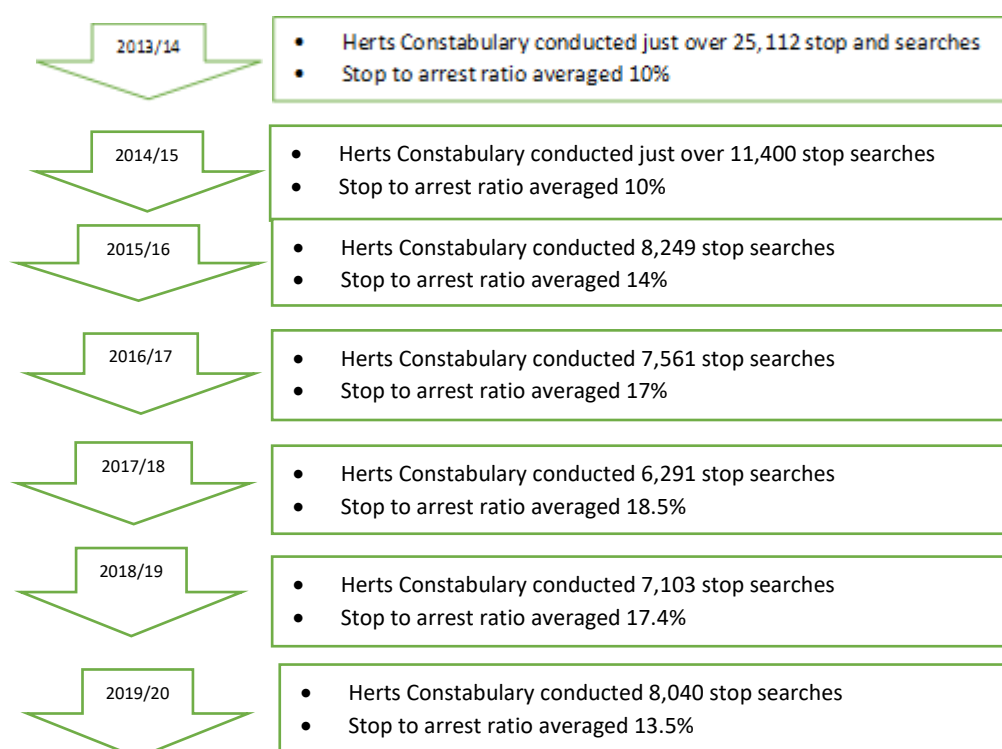 2013/14
• Herts Constabulary conducted just over 25,112 stop and searches
• Stop to arrest ratio averaged 10%
2014/15
• Herts Constabulary conducted just over 11,400 stop searches
• Stop to arrest ratio averaged 10%
2015/16
• Herts Constabulary conducted 8,249 stop searches
• Stop to arrest ratio averaged 14%
2016/17
• Herts Constabulary conducted 7,561 stop searches
• Stop to arrest ratio averaged 17%
2017/18
• Herts Constabulary conducted 6,291 stop searches
• Stop to arrest ratio averaged 18.5%
2018/19
• Herts Constabulary conducted 7,103 stop searches
• Stop to arrest ratio averaged 17.4%
2019/20
• Herts Constabulary conducted 8,040 stop searches
• Stop to arrest ratio averaged 13.5%